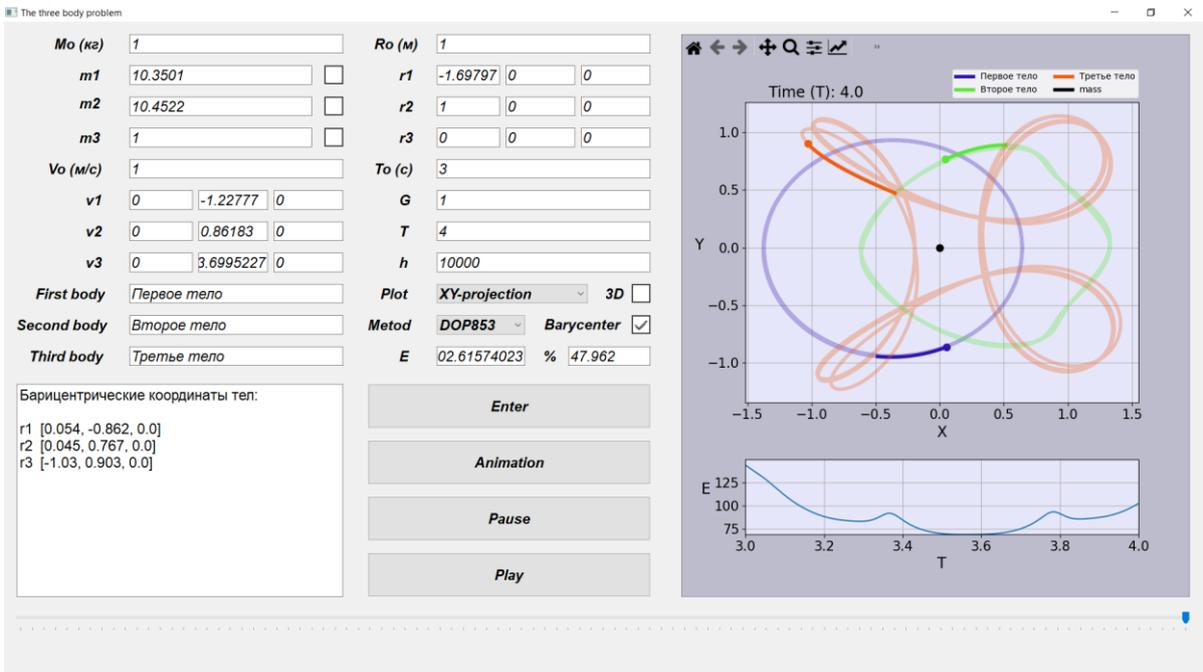 The three body problem
Mo (кг) 1 Ro (м) 1
m1 10.3501 r1 -1.69797 0 0
m2 10.4522 r2 1 0 0
m3 1 r3 0 0 0
Vo (м/с) 1 To (с) 3
v1 0 -1.22777 0 G 1
v2 0 0.86183 0 T 4
v3 0 3.6995227 0 h 10000
First body Первое тело Plot XY-projection 3D
Second body Второе тело Metod DOP853 Barycenter
Third body Третье тело E 02.61574023 % 47.962
Барицентрические координаты тел:
r1 [0.054, -0.862, 0.0]
r2 [0.045, 0.767, 0.0]
r3 [-1.03, 0.903, 0.0]
Enter
Animation
Pause
Play
Первое тело Третье тело
Второе тело mass
Time (T): 4.0
1.0
0.5
Y 0.0
−0.5
−1.0
−1.5 −1.0 −0.5 0.0 0.5 1.0 1.5
X
125
E 100
75
3.0 3.2 3.4 3.6 3.8 4.0
T